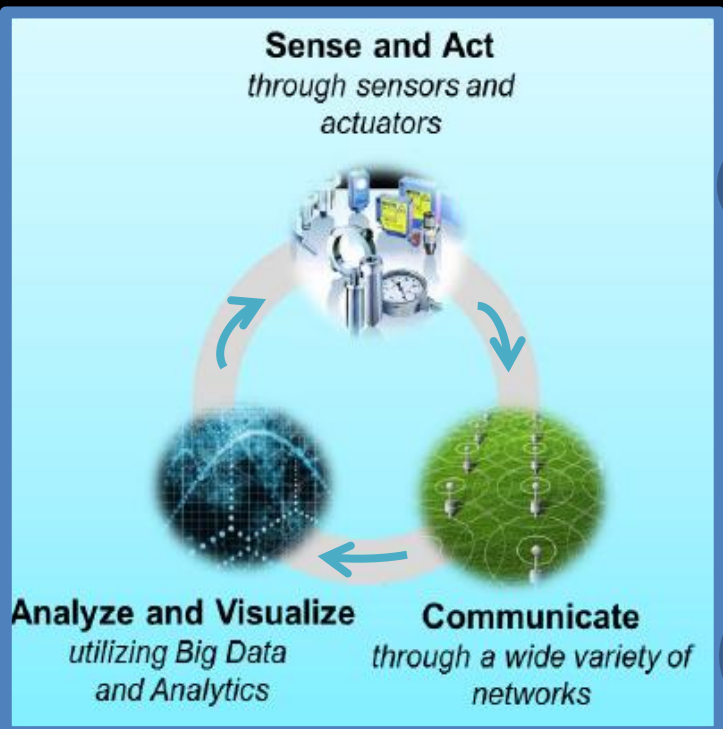 Sense and Act
through sensors and
actuators
Analyze and Visualize
utilizing Big Data
and Analytics
Communicate
through a wide variety of
networks